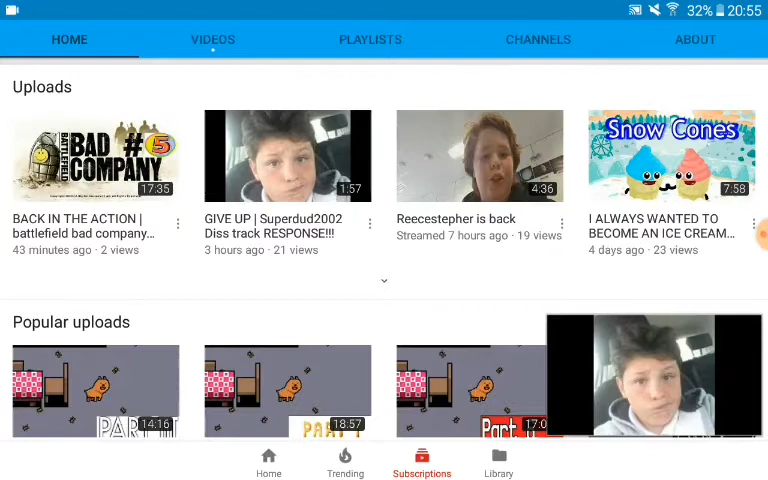 32% 20:55
HOME VIDEOS PLAYLISTS CHANNELS ABOUT
Uploads
BATTLEFIELD BAD COMPANY # 5
17:35
1:57
4:36
Snow Cones
7:58
BACK IN THE ACTION |
battlefield bad company...
43 minutes ago · 2 views
GIVE UP | Superdud2002
Diss track RESPONSE!!!
3 hours ago · 21 views
Reecestepher is back
Streamed 7 hours ago · 19 views
I ALWAYS WANTED TO
BECOME AN ICE CREAM...
4 days ago · 23 views
Popular uploads
14:16
18:57
17:0
Home Trending Subscriptions Library